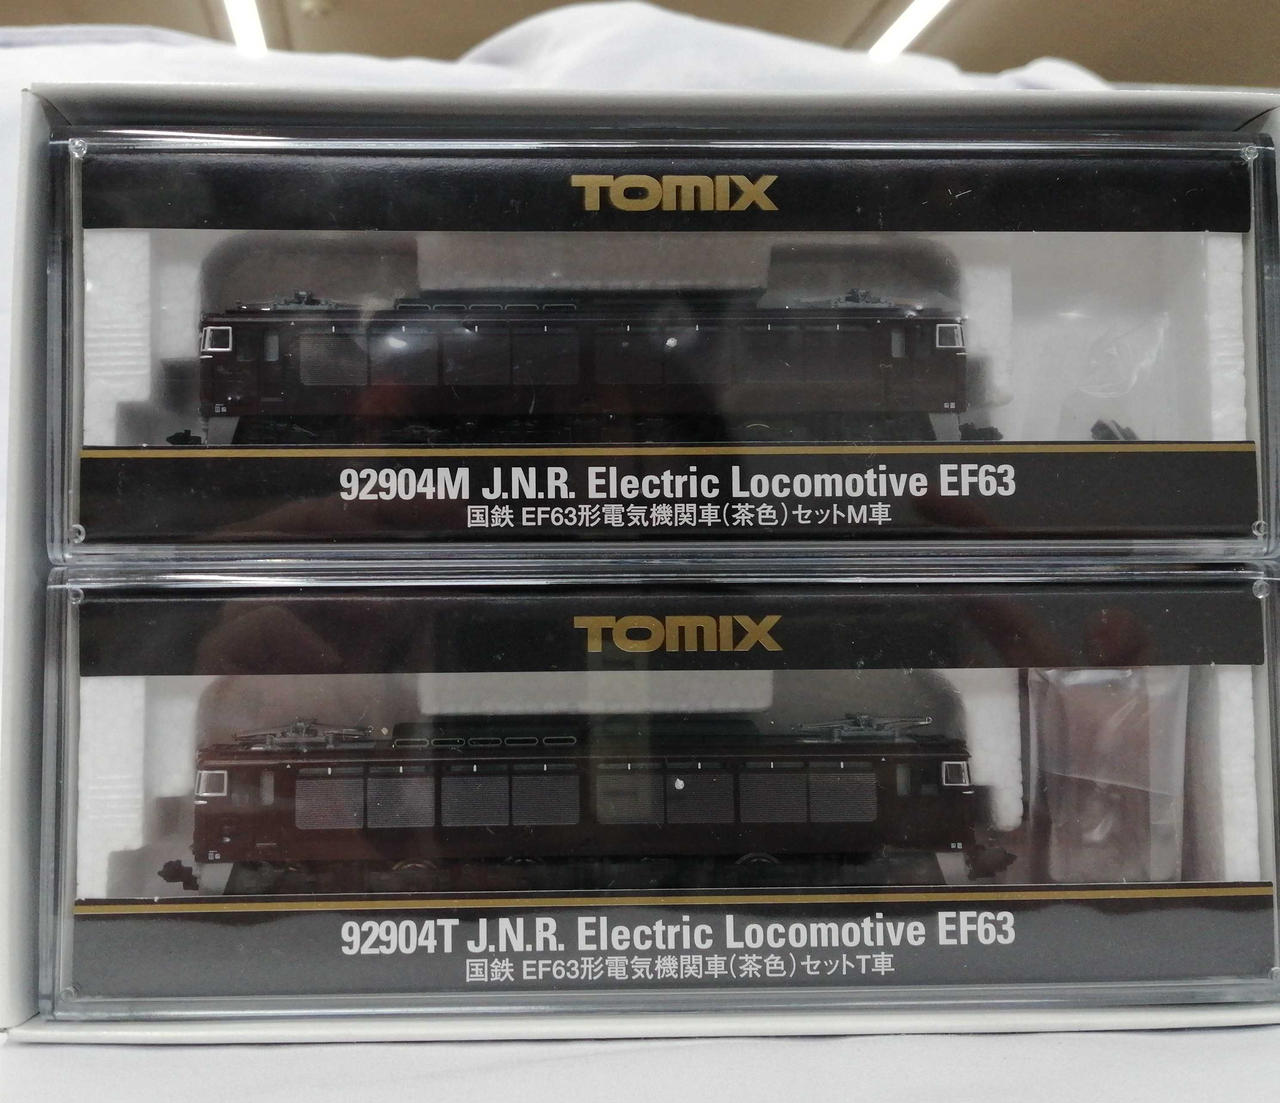 TOMIX
92904M J.N.R. Electric Locomotive EF63
国鉄 EF63形電気機関車(茶色)セットM車
TOMIX
92904T J.N.R. Electric Locomotive EF63
国鉄 EF63形電気機関車(茶色)セットT車